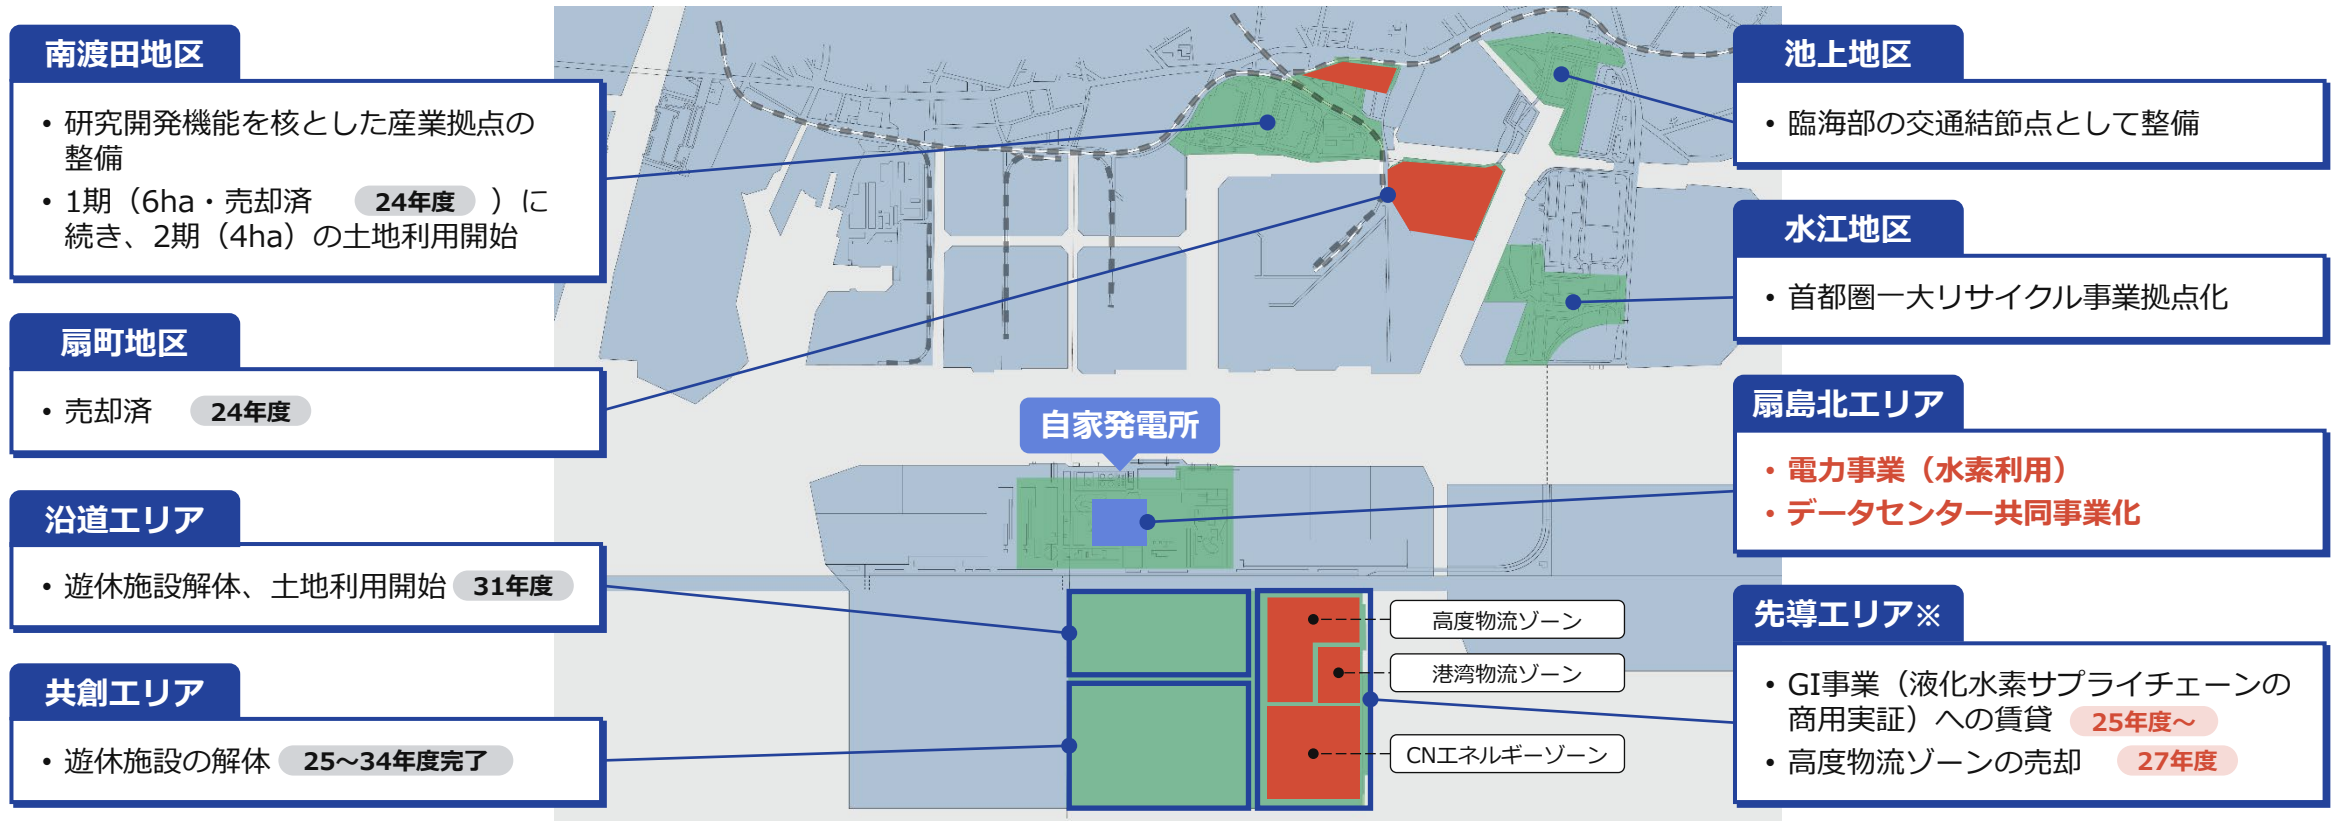 南渡田地区
• 研究開発機能を核とした産業拠点の
整備
• 1期（6ha・売却済 24年度 ）に
続き、2期（4ha）の土地利用開始
扇町地区
• 売却済 24年度
沿道エリア
• 遊休施設解体、土地利用開始 31年度
共創エリア
• 遊休施設の解体 25～34年度完了
自家発電所
高度物流ゾーン
港湾物流ゾーン
CNエネルギーゾーン
池上地区
• 臨海部の交通結節点として整備
水江地区
• 首都圏一大リサイクル事業拠点化
扇島北エリア
• 電力事業（水素利用）
• データセンター共同事業化
先導エリア※
• GI事業（液化水素サプライチェーンの
商用実証）への賃貸 25年度～
• 高度物流ゾーンの売却 27年度